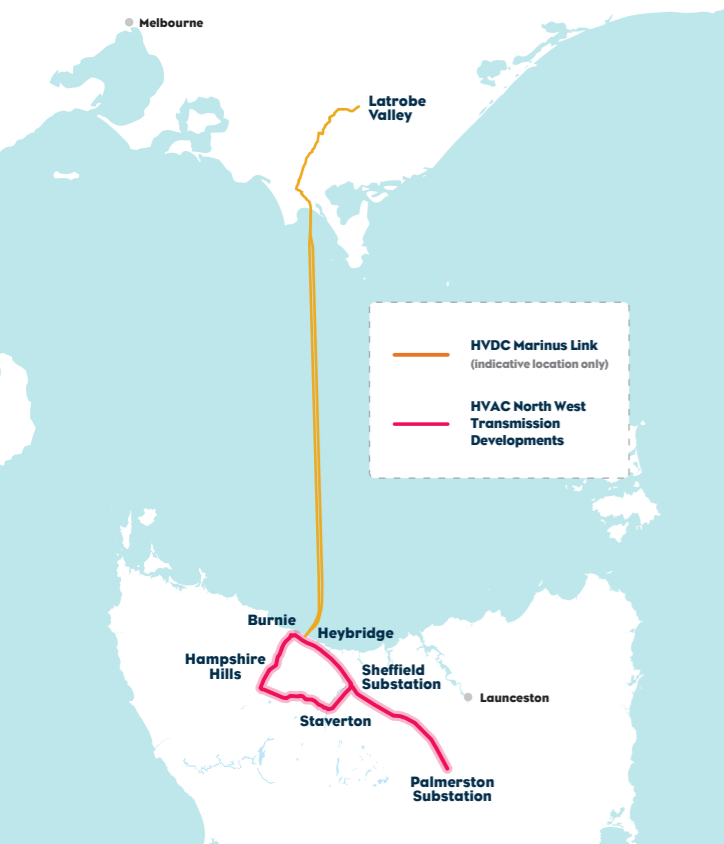 Melbourne
Latrobe
Valley
HVDC Marinus Link
(indicative location only)
HVAC North West
Transmission
Developments
Burnie
Heybridge
Hampshire
Hills
Sheffield
Substation
Launceston
Staverton
Palmerston
Substation